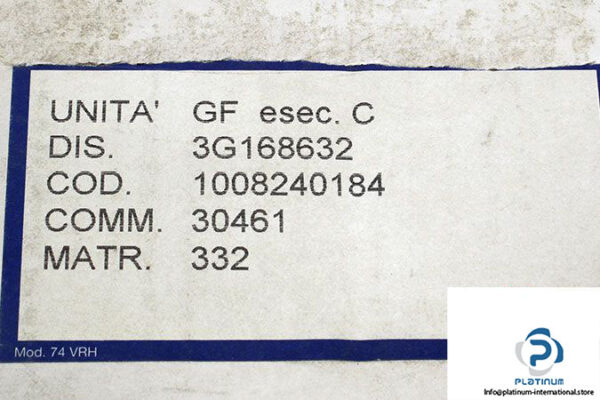 UNITA' GF esec. C
DIS. 3G168632
COD. 1008240184
COMM. 30461
MATR. 332
Mod. 74 VRH
PLATINUM
Info@platinum-international.store